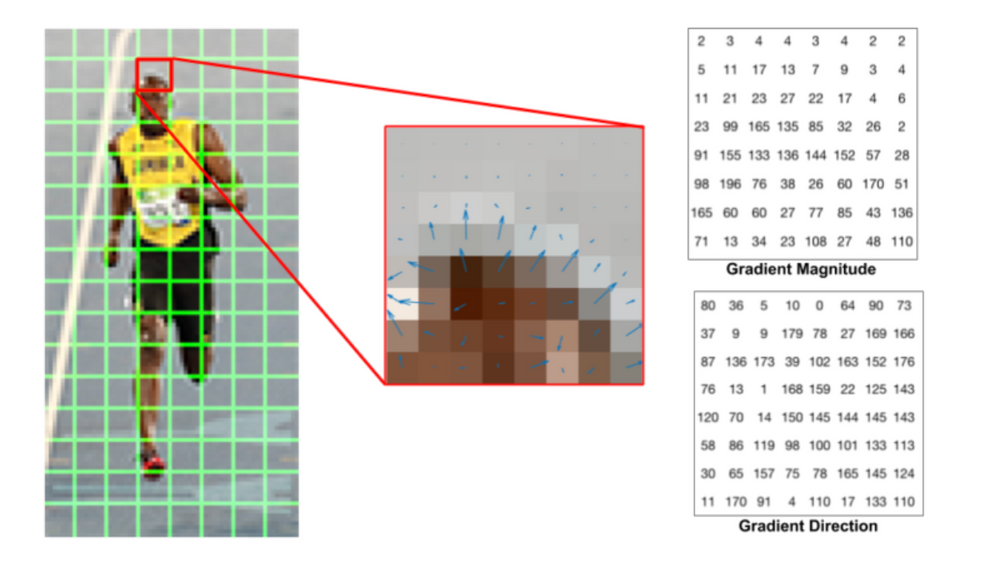 2 3 4 4 3 4 2 2
5 11 17 13 7 9 3 4
11 21 23 27 22 17 4 6
23 99 165 135 85 32 26 2
91 155 133 136 144 152 57 28
98 196 76 38 26 60 170 51
165 60 60 27 77 85 43 136
71 13 34 23 108 27 48 110
Gradient Magnitude
80 36 5 10 0 64 90 73
37 9 9 179 78 27 169 166
87 136 173 39 102 163 152 176
76 13 1 168 159 22 125 143
120 70 14 150 145 144 145 143
58 86 119 98 100 101 133 113
30 65 157 75 78 165 145 124
11 170 91 4 110 17 133 110
Gradient Direction